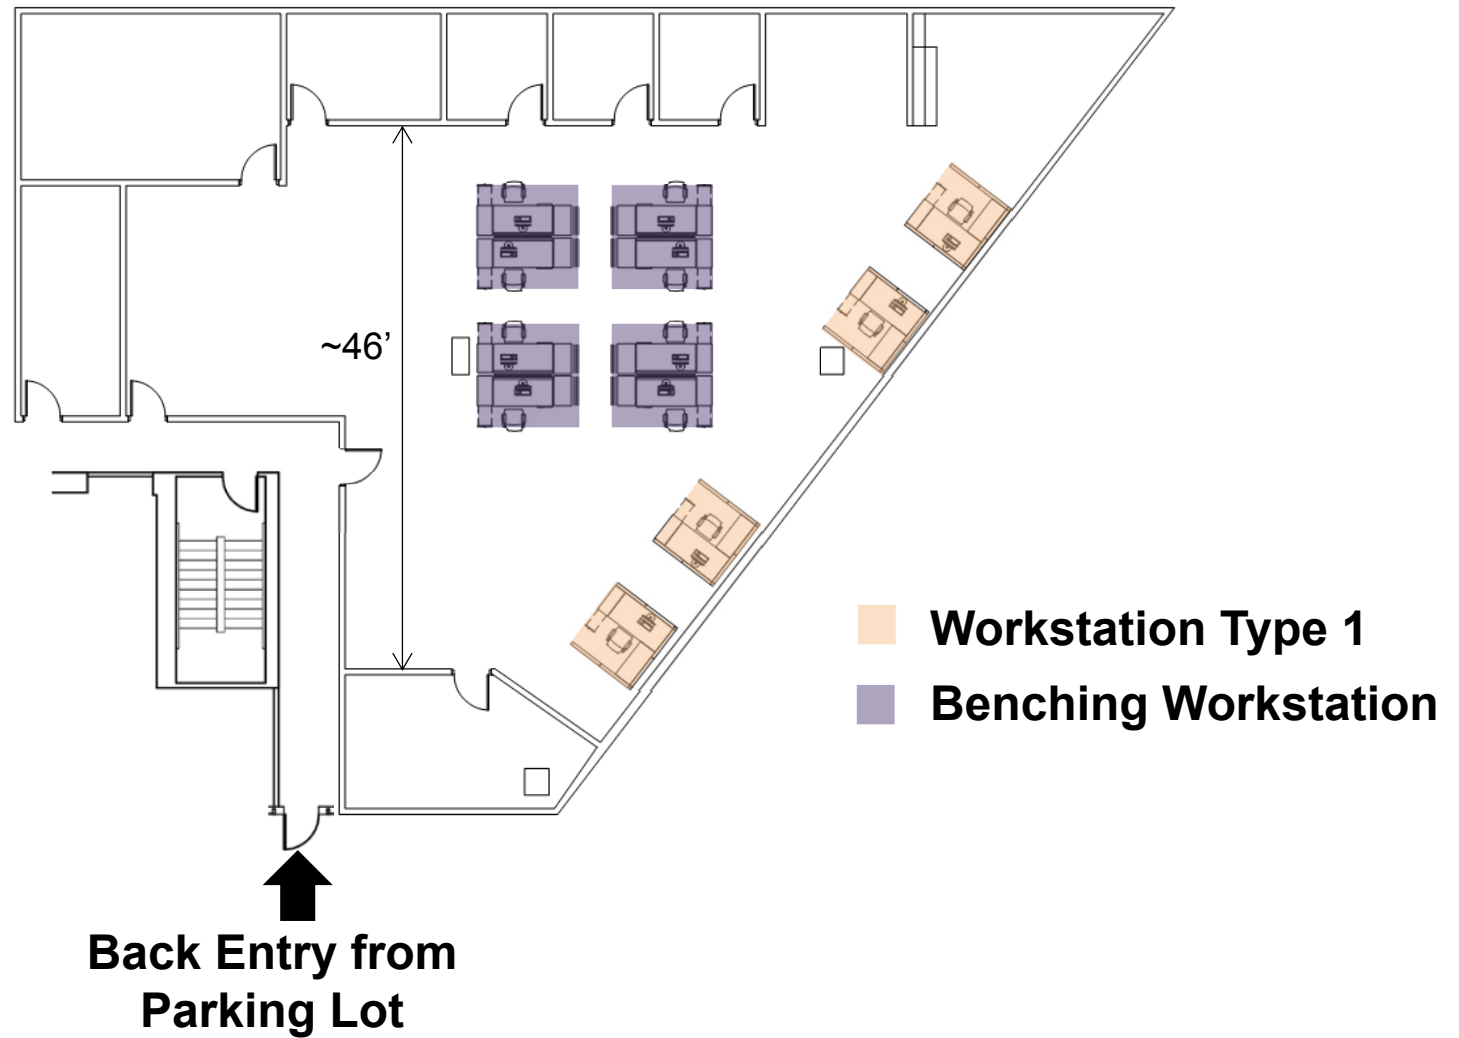 ~46’
Workstation Type 1
Benching Workstation
Back Entry from
Parking Lot